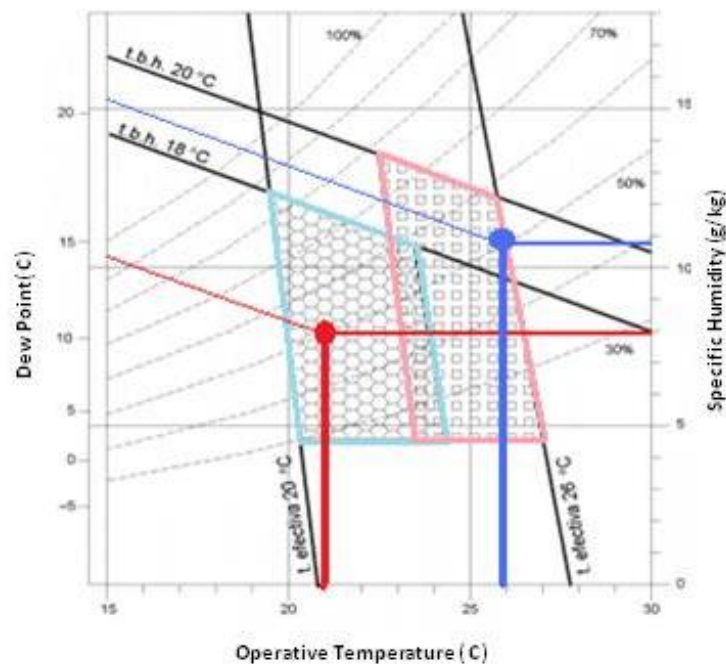 100%
70%
t.b.h. 20 °C
20
15
t.b.h. 18 °C
50%
15
10
10
30%
5
5
0
-5
t. efectiva 20 °C
t. efectiva 26 °C
0
15
20
25
30
Dew Point( C)
Specific Humidity (g/kg)
Operative Temperature ( C )